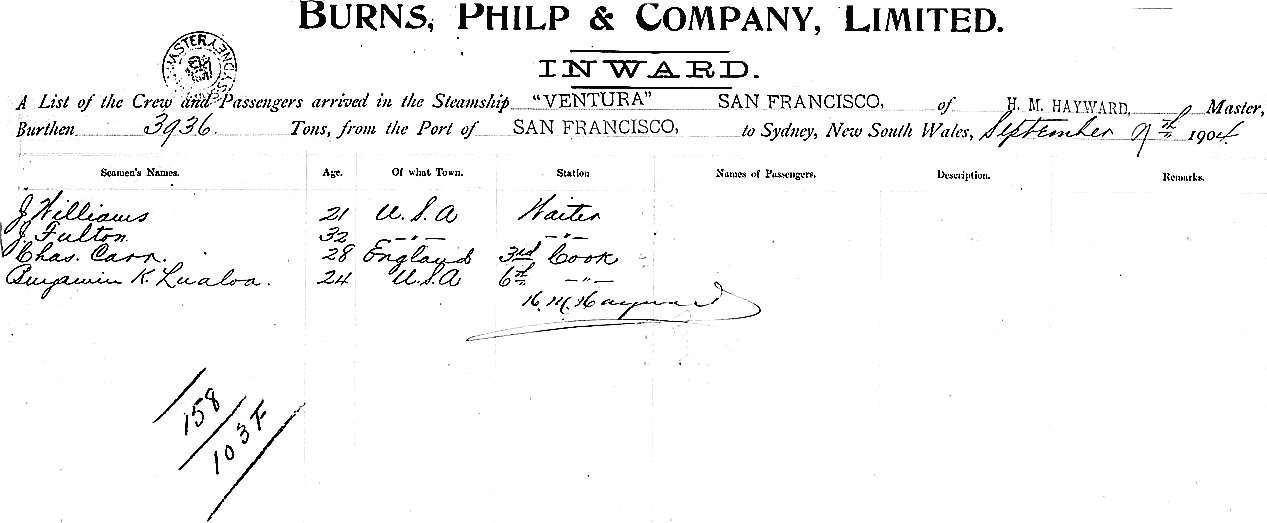 BURNS, PHILP & COMPANY, LIMITED.
INWARD.
A List of the Crew and Passengers arrived in the Steamship "VENTURA" SAN FRANCISCO, of H. M. HAYWARD, Master,
Burthen 3936. Tons, from the Port of SAN FRANCISCO, to Sydney, New South Wales, September 9th 1904
Seamen's Names. Age. Of what Town. Station Names of Passengers. Description. Remarks.
J Williams 21 U.S.A Waiter
J. Fulton 32 —"— —"—
Chas. Carr. 28 England 3rd Cook
Benjamin K. Lualoa. 24 U.S.A 6th —"—
H. M. Hayward
158
103 F